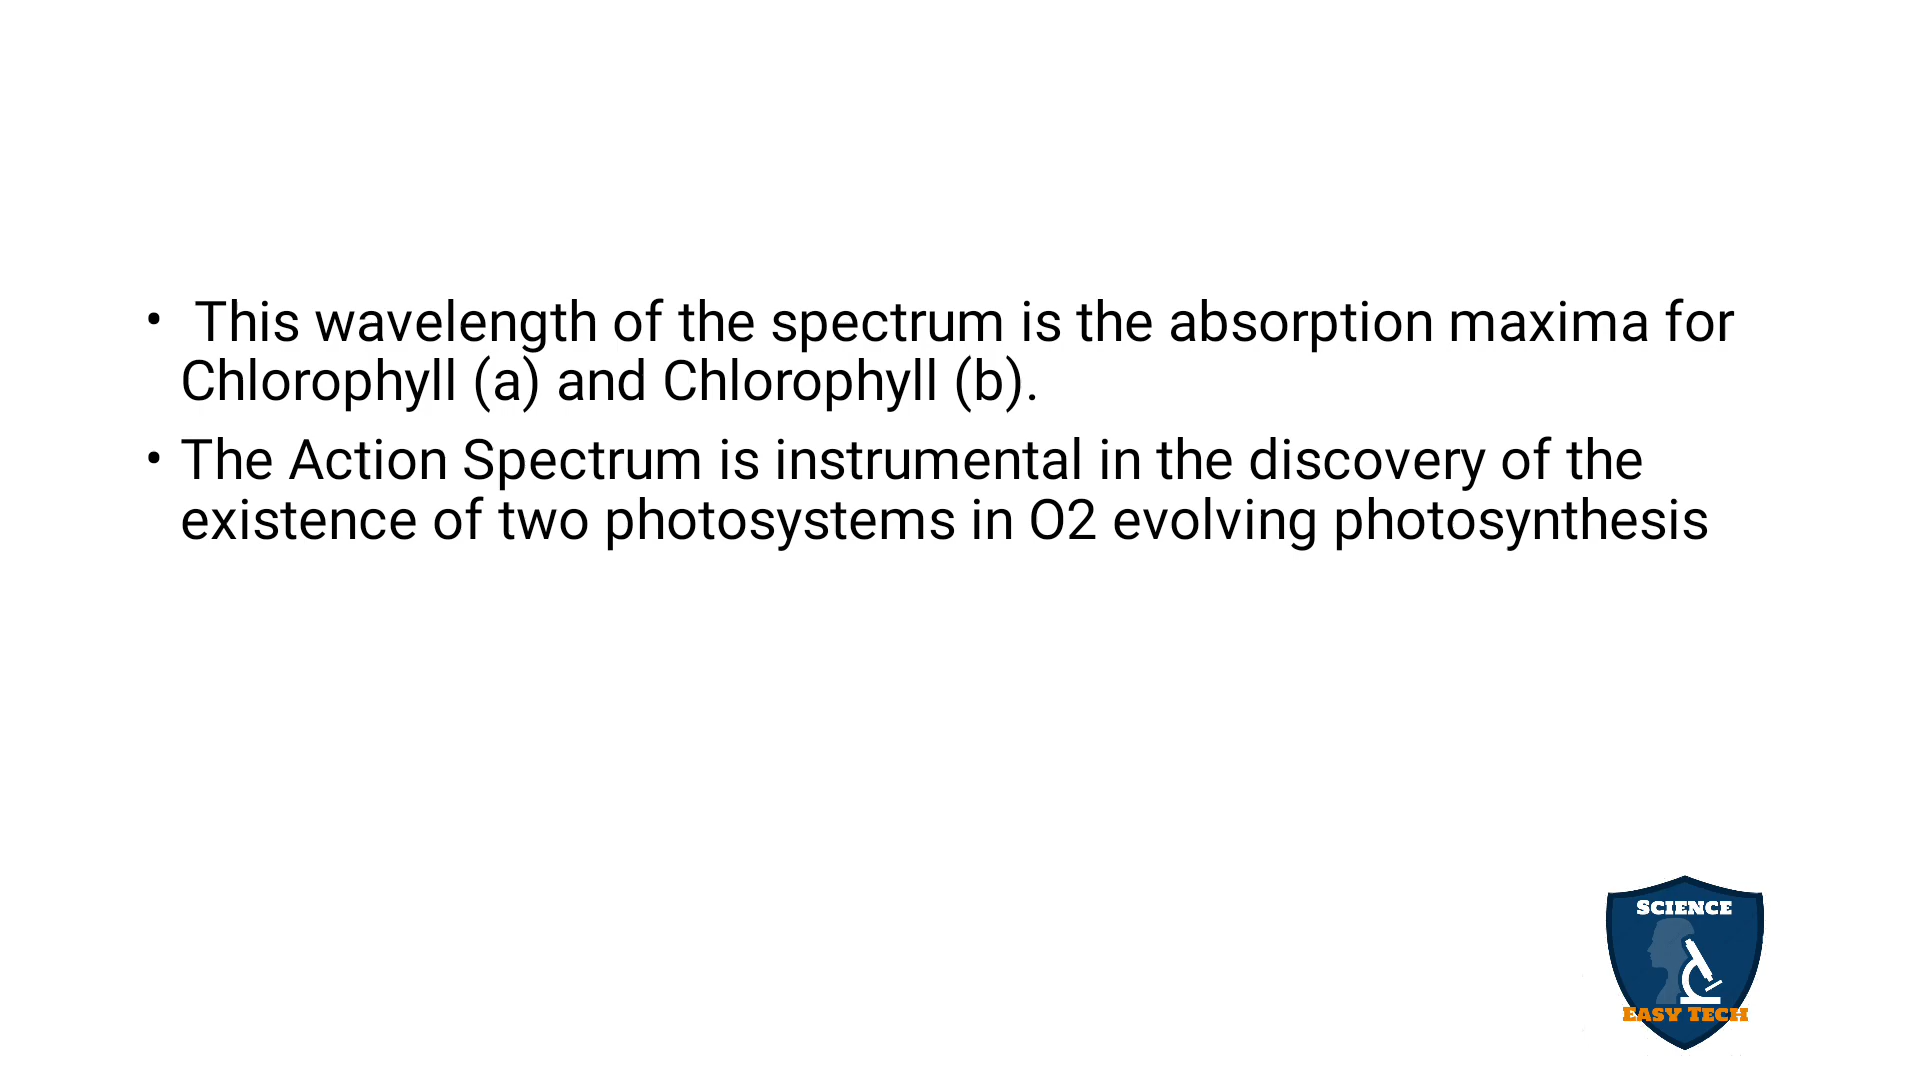 • This wavelength of the spectrum is the absorption maxima for
Chlorophyll (a) and Chlorophyll (b).
• The Action Spectrum is instrumental in the discovery of the
existence of two photosystems in O2 evolving photosynthesis
SCIENCE
EASY TECH